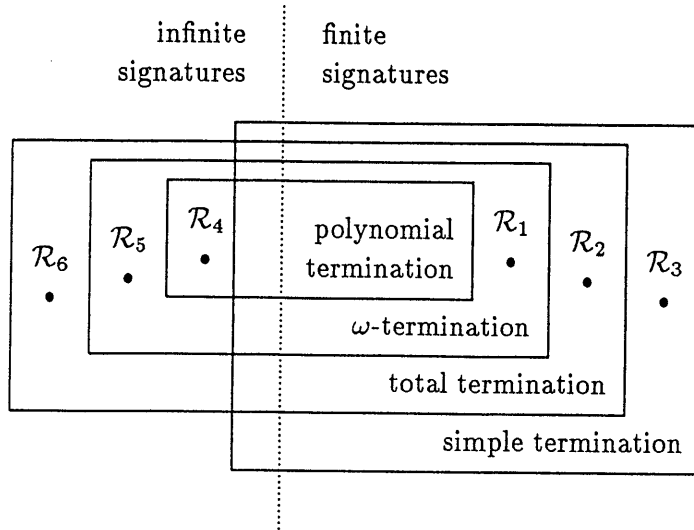 infinite finite
signatures signatures
R₆ R₅ R₄ polynomial R₁ R₂ R₃
termination
ω-termination
total termination
simple termination